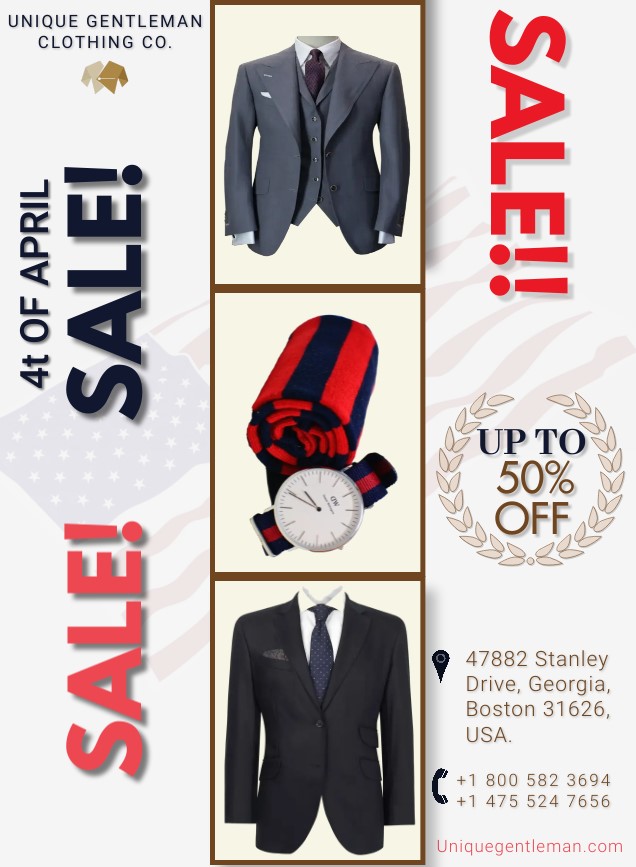 UNIQUE GENTLEMAN
CLOTHING CO.
4t OF APRIL
SALE!
SALE!
SALE!!
UP TO
50%
OFF
DW
47882 Stanley
Drive, Georgia,
Boston 31626,
USA.
+1 800 582 3694
+1 475 524 7656
Uniquegentleman.com